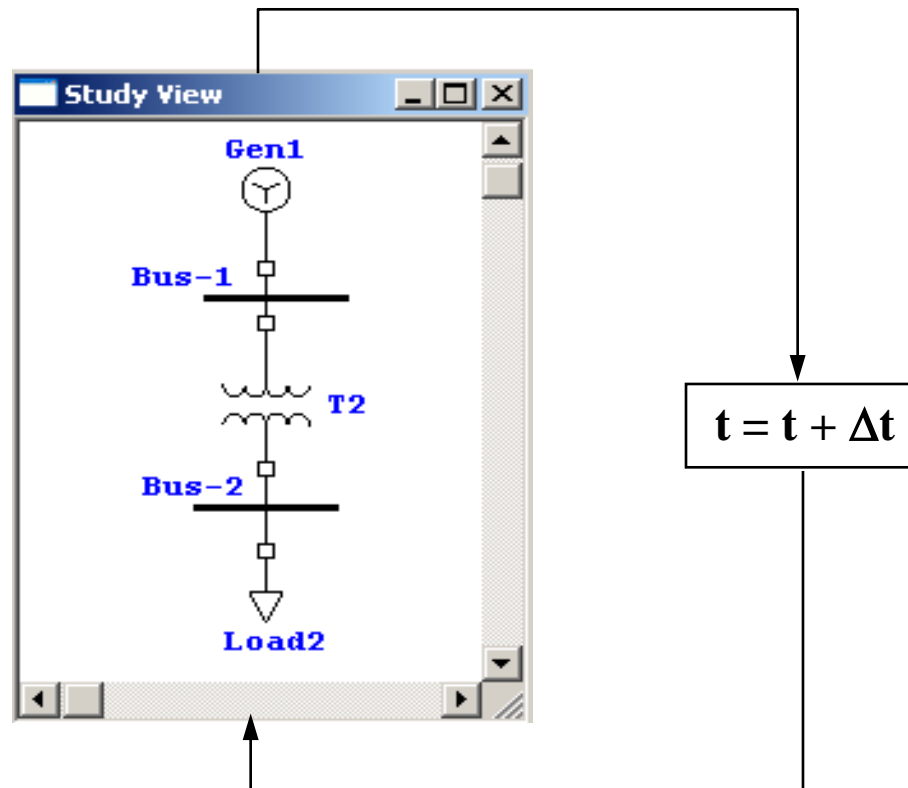 Study View
Gen1
Bus-1
T2
Bus-2
Load2
t = t + Δt